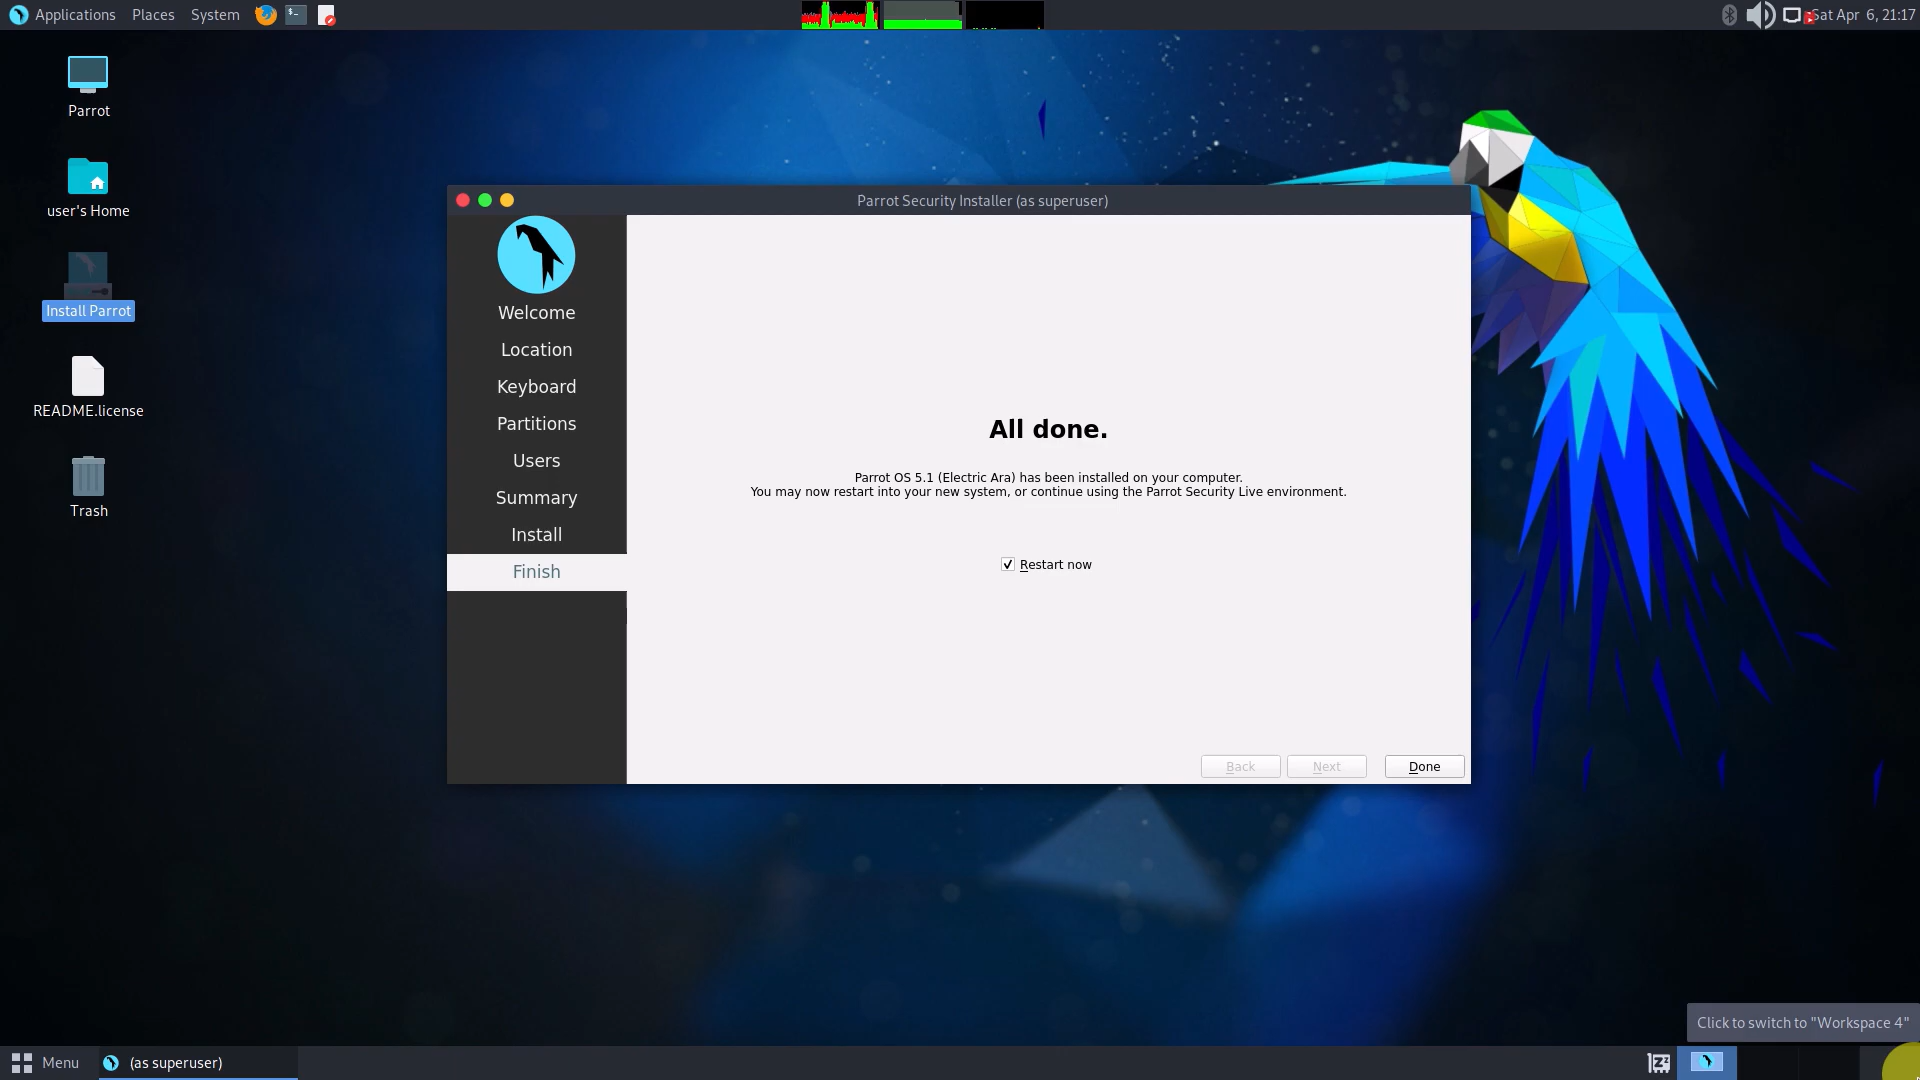 Applications Places System
Sat Apr 6, 21:17
Parrot
user's Home
Install Parrot
README.license
Trash
Parrot Security Installer (as superuser)
Welcome
Location
Keyboard
Partitions
Users
Summary
Install
Finish
All done.
Parrot OS 5.1 (Electric Ara) has been installed on your computer.
You may now restart into your new system, or continue using the Parrot Security Live environment.
Restart now
Back Next Done
Click to switch to "Workspace 4"
Menu (as superuser)